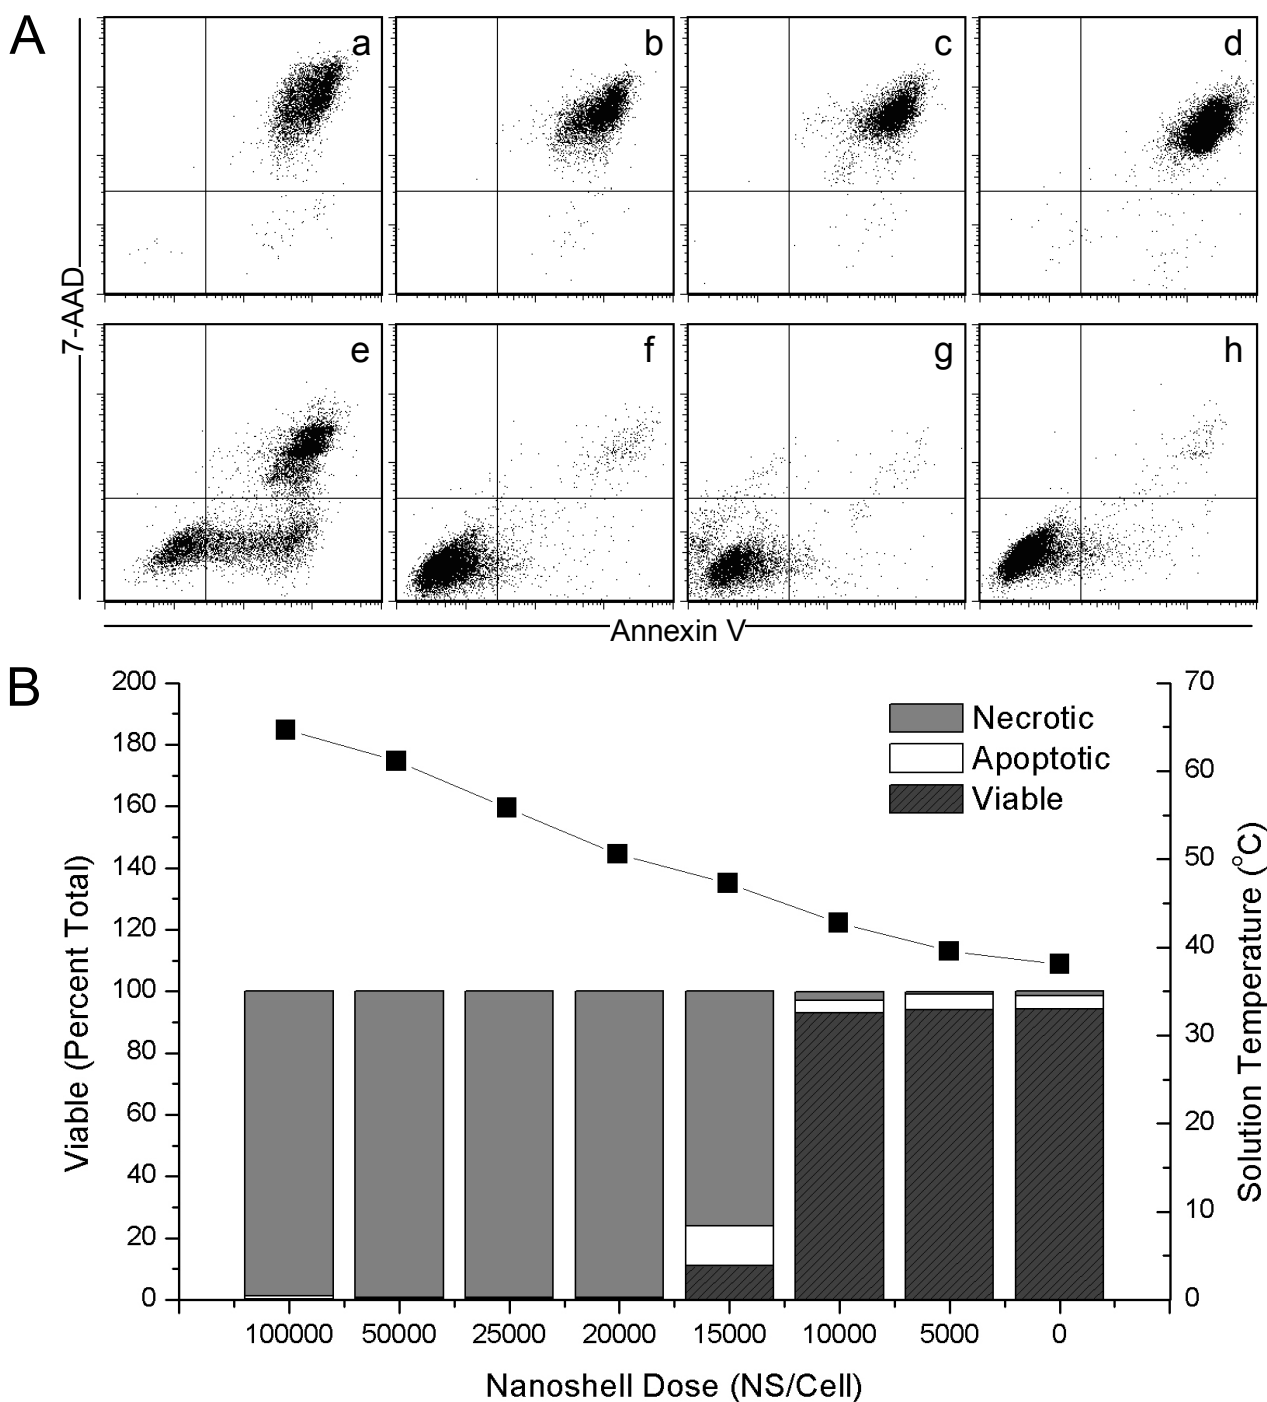 A
a
b
c
d
7-AAD
e
f
g
h
Annexin V
B
200
180
160
140
120
100
80
60
40
20
0
Viable (Percent Total)
Necrotic
Apoptotic
Viable
70
60
50
40
30
20
10
0
Solution Temperature (°C)
100000 50000 25000 20000 15000 10000 5000 0
Nanoshell Dose (NS/Cell)